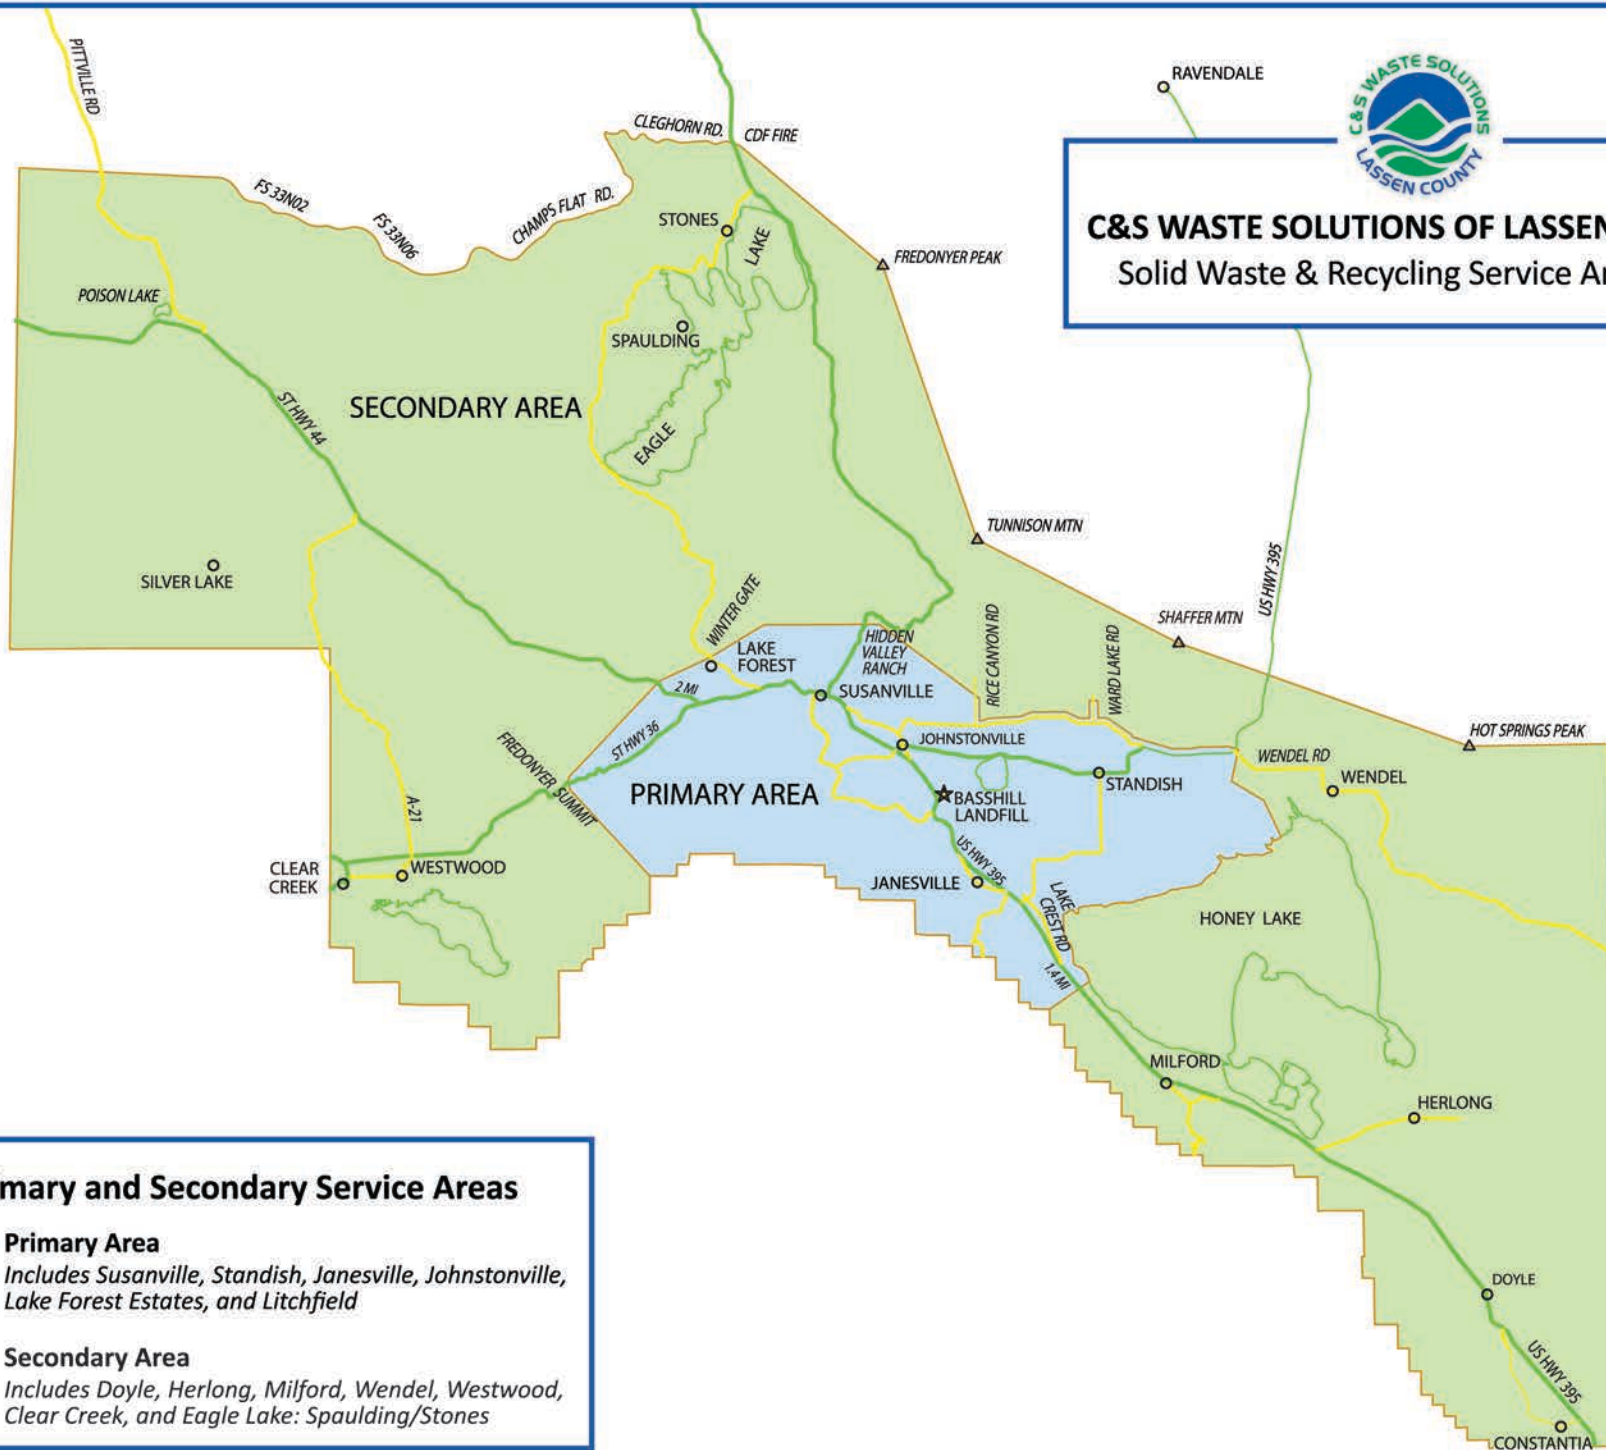 PITTVILLE RD
RAVENDALE
C&S WASTE SOLUTIONS
LASSEN COUNTY
C&S WASTE SOLUTIONS OF LASSEN
Solid Waste & Recycling Service Ar
CLEGHORN RD.
CDF FIRE
FS 33N02
FS 33N06
CHAMPS FLAT RD.
STONES
LAKE
FREDONYER PEAK
POISON LAKE
SPAULDING
ST HWY 44
SECONDARY AREA
EAGLE
TUNNISON MTN
US HWY 395
SILVER LAKE
WINTER GATE
SHAFFER MTN
RICE CANYON RD
WARD LAKE RD
HIDDEN
VALLEY
RANCH
LAKE
FOREST
2 MI
SUSANVILLE
HOT SPRINGS PEAK
ST HWY 36
JOHNSTONVILLE
WENDEL RD
FREDONYER SUMMIT
WENDEL
STANDISH
PRIMARY AREA
BASSHILL
LANDFILL
A-21
US HWY 395
CLEAR
CREEK
WESTWOOD
JANESVILLE
LAKE
CREST RD
HONEY LAKE
1.4 MI
MILFORD
HERLONG
DOYLE
US HWY 395
CONSTANTIA
mary and Secondary Service Areas
Primary Area
Includes Susanville, Standish, Janesville, Johnstonville,
Lake Forest Estates, and Litchfield
Secondary Area
Includes Doyle, Herlong, Milford, Wendel, Westwood,
Clear Creek, and Eagle Lake: Spaulding/Stones